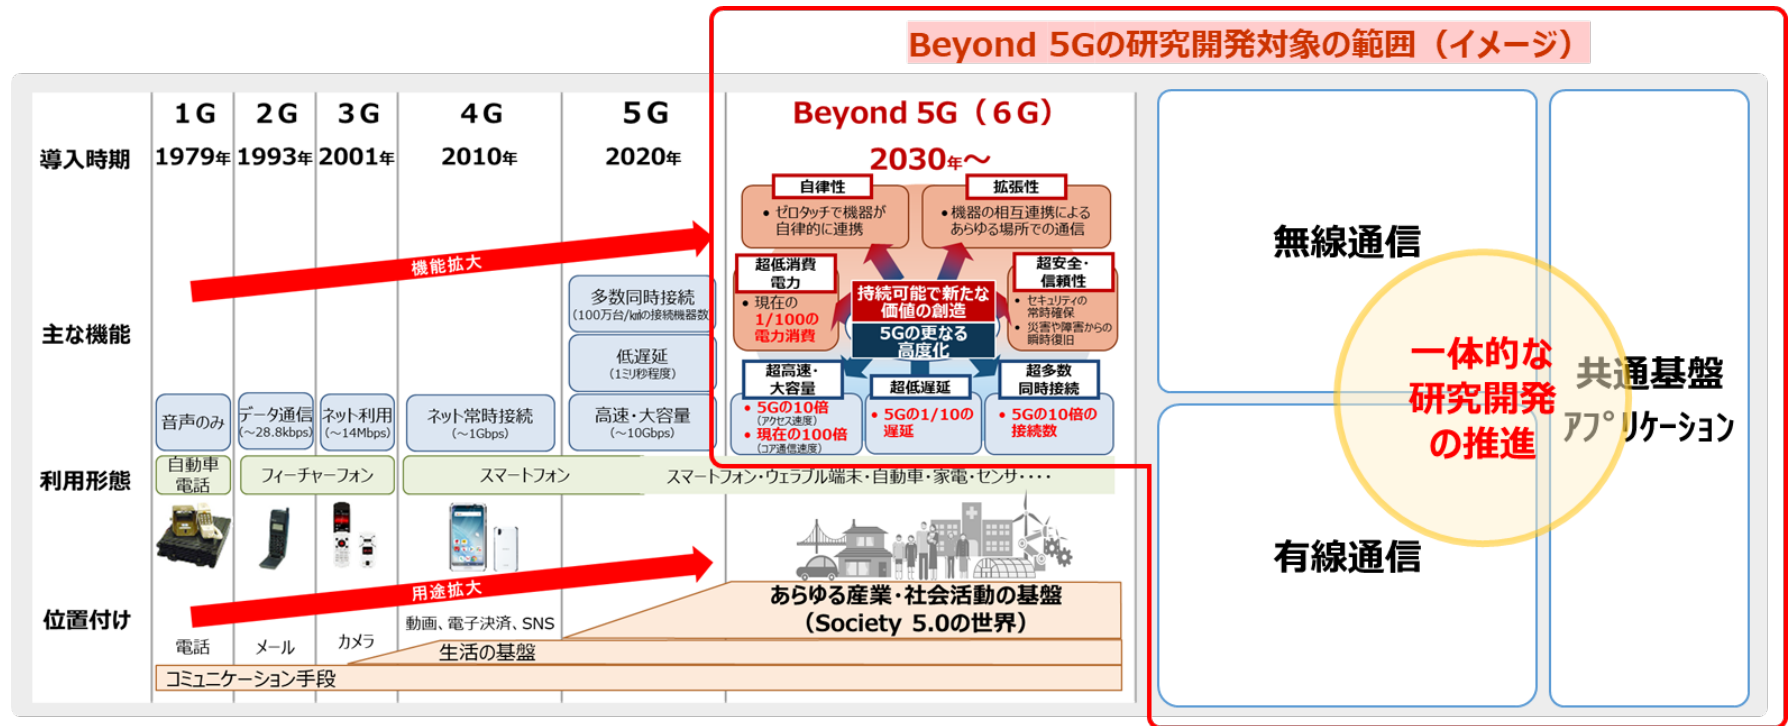 Beyond 5Gの研究開発対象の範囲（イメージ）
1G
2G
3G
4G
5G
Beyond 5G（6G）
導入時期
1979年
1993年
2001年
2010年
2020年
2030年～
主な機能
機能拡大
音声のみ
データ通信
(～28.8kbps)
ネット利用
(～14Mbps)
ネット常時接続
(～1Gbps)
多数同時接続
(100万台/㎢の接続機器数)
低遅延
(1ミリ秒程度)
高速・大容量
(～10Gbps)
自律性
• ゼロタッチで機器が
自律的に連携
拡張性
• 機器の相互連携による
あらゆる場所での通信
超低消費
電力
• 現在の
1/100の
電力消費
持続可能で新たな
価値の創造
5Gの更なる
高度化
超安全・
信頼性
• セキュリティの
常時確保
• 災害や障害からの
瞬時復旧
超高速・
大容量
• 5Gの10倍
(アクセス速度)
• 現在の100倍
(コア通信速度)
超低遅延
• 5Gの1/10の
遅延
超多数
同時接続
• 5Gの10倍の
接続数
利用形態
自動車
電話
フィーチャーフォン
スマートフォン
スマートフォン・ウェラブル端末・自動車・家電・センサ・・・・
位置付け
用途拡大
電話
メール
カメラ
動画、電子決済、SNS
あらゆる産業・社会活動の基盤
（Society 5.0の世界）
生活の基盤
コミュニケーション手段
無線通信
有線通信
一体的な
研究開発
の推進
共通基盤
アプリケーション